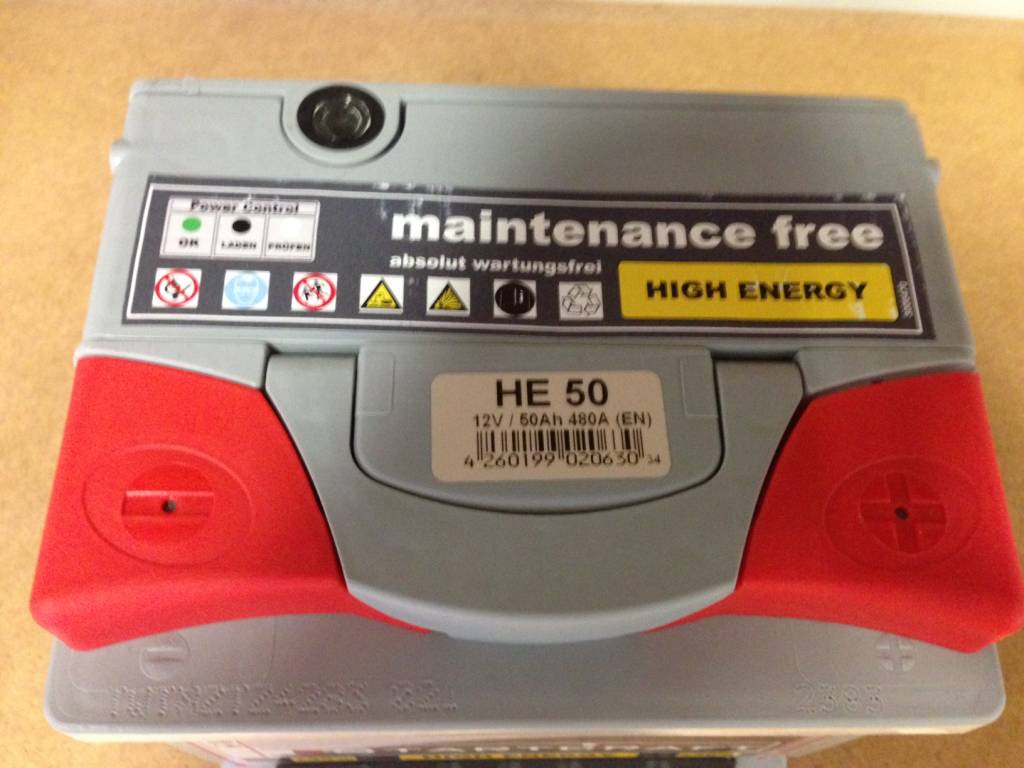 Power Control
OK LADEN PRÜFEN
maintenance free
absolut wartungsfrei
HIGH ENERGY
HE 50
12V / 50Ah 480A (EN)
4 260199 020630 34